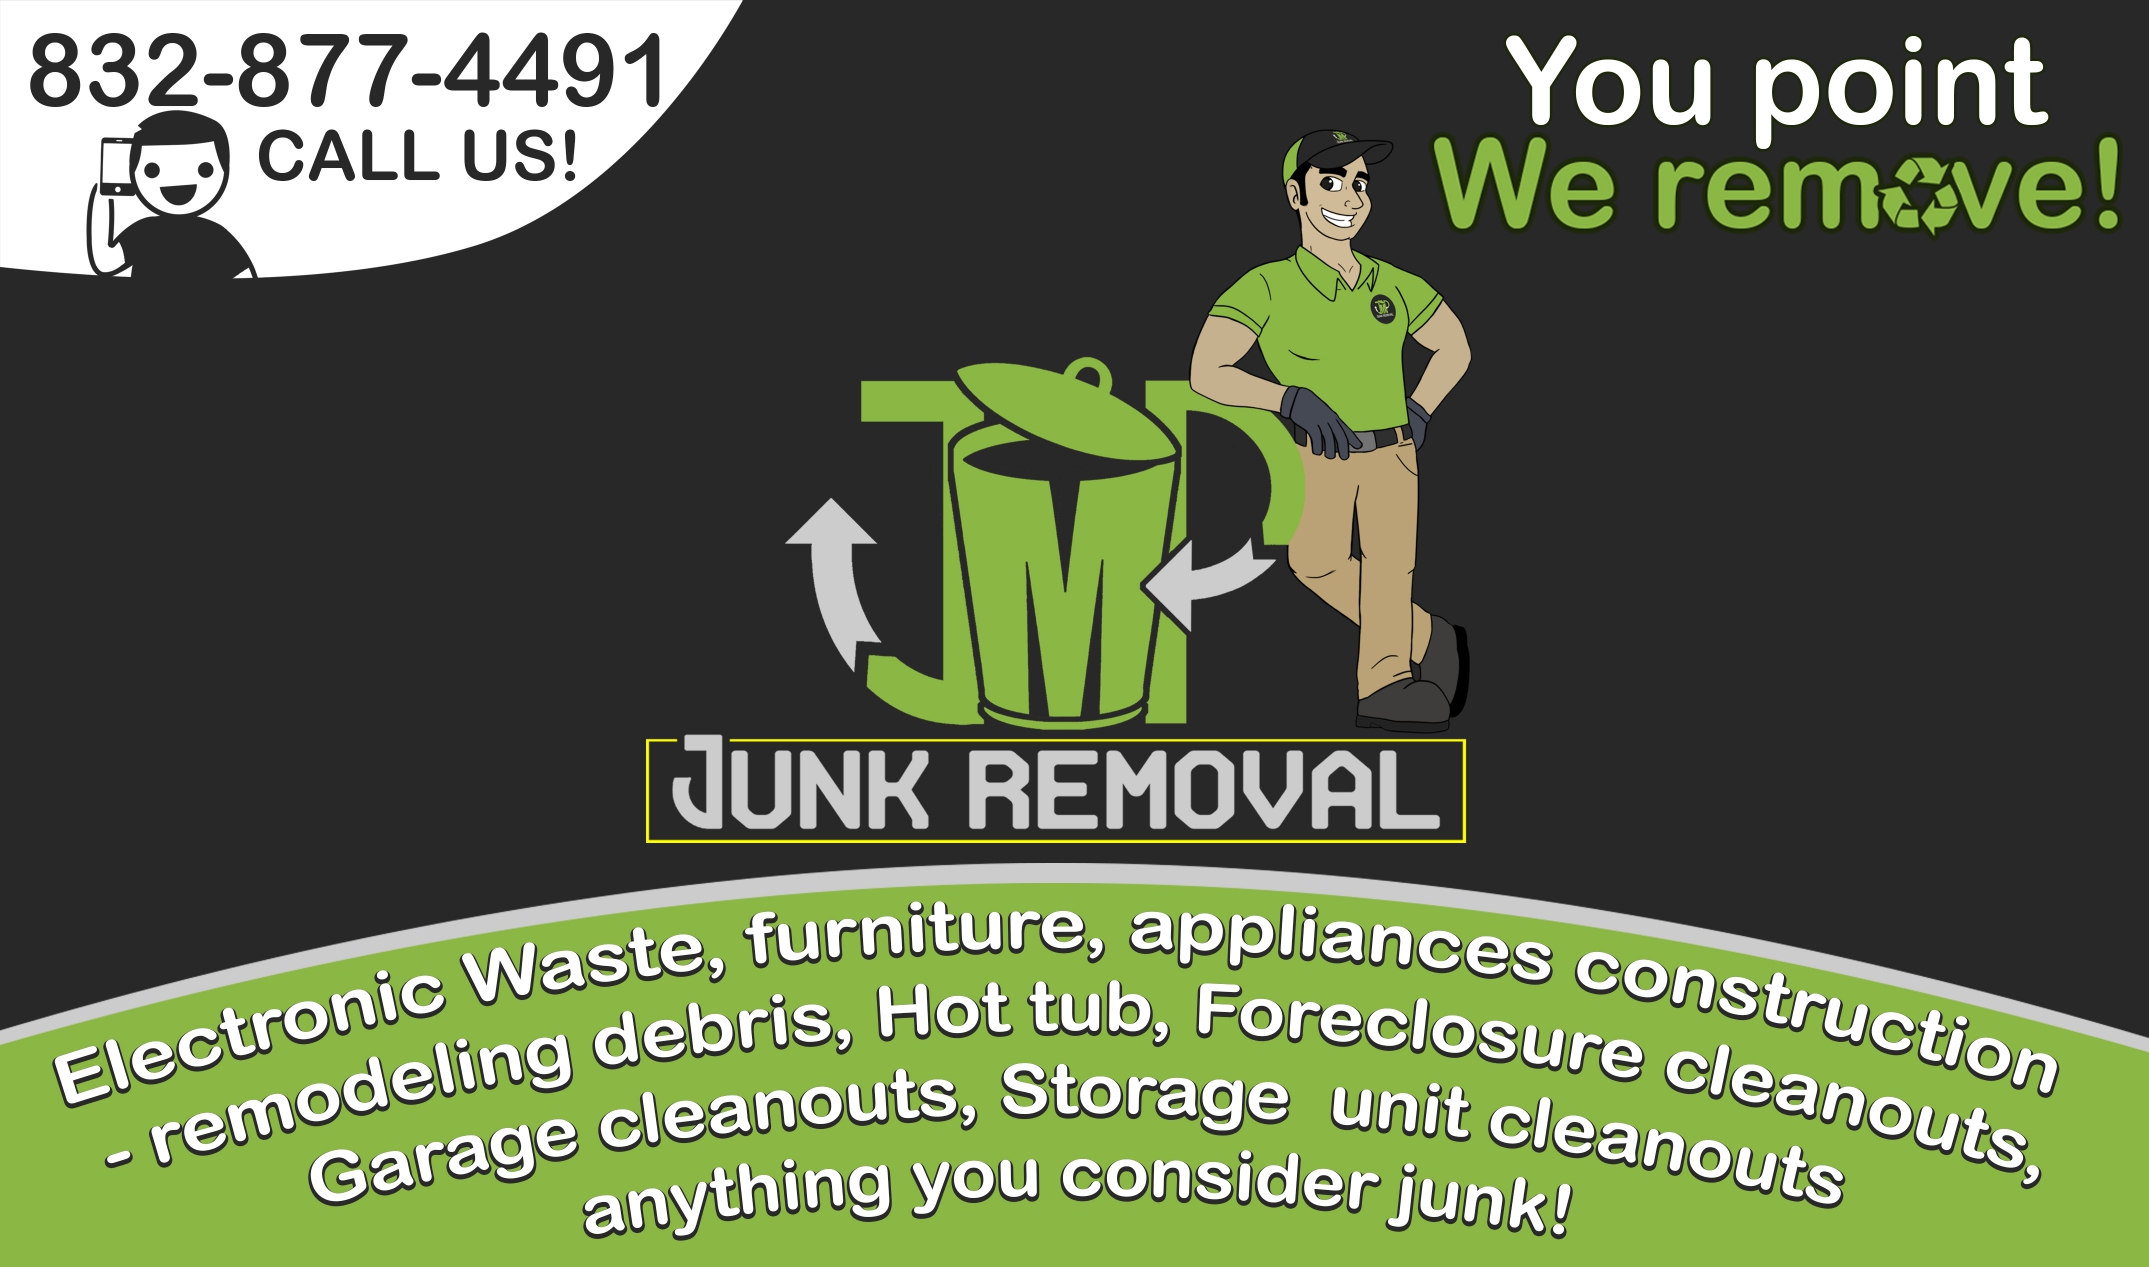 832-877-4491
CALL US!
You point
We remove!
JMP
JUNK REMOVAL
Electronic Waste, furniture, appliances construction
- remodeling debris, Hot tub, Foreclosure cleanouts,
Garage cleanouts, Storage unit cleanouts
anything you consider junk!